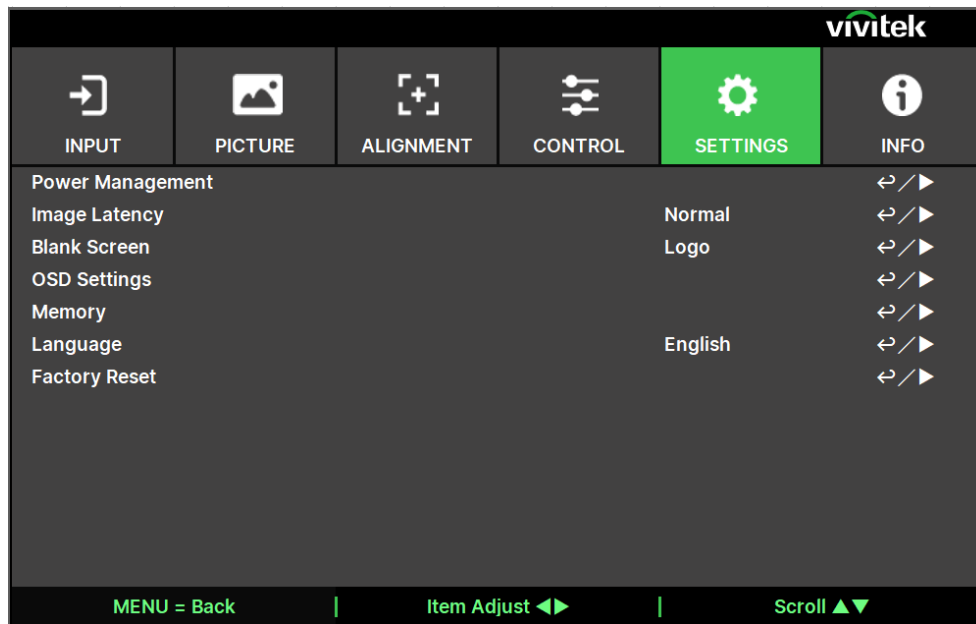 vivitek
INPUT PICTURE ALIGNMENT CONTROL SETTINGS INFO
Power Management ↩/▶
Image Latency Normal ↩/▶
Blank Screen Logo ↩/▶
OSD Settings ↩/▶
Memory ↩/▶
Language English ↩/▶
Factory Reset ↩/▶
MENU = Back | Item Adjust ◀▶ | Scroll ▲▼